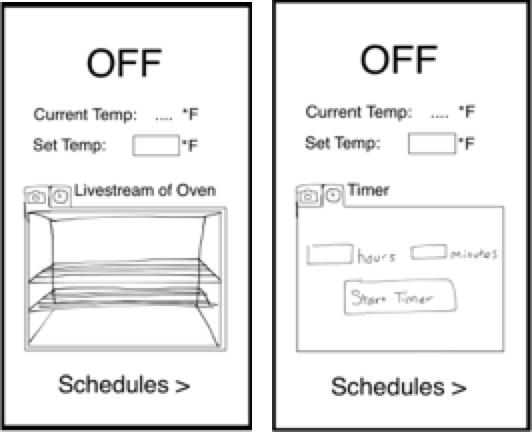 OFF
Current Temp: .... °F
Set Temp: °F
Livestream of Oven
Schedules >
OFF
Current Temp: .... °F
Set Temp: °F
Timer
hours minutes
Start Timer
Schedules >